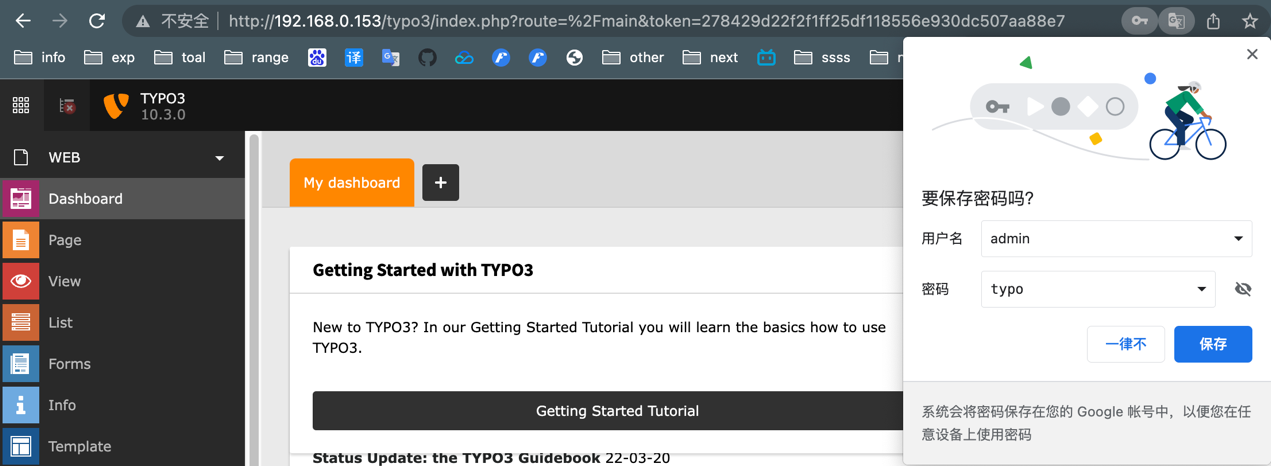 不安全 http://192.168.0.153/typo3/index.php?route=%2Fmain&token=278429d22f2f1ff25df118556e930dc507aa88e7
info exp toal range 译 other next ssss
TYPO3
10.3.0
WEB
Dashboard
Page
View
List
Forms
Info
Template
My dashboard +
Getting Started with TYPO3
New to TYPO3? In our Getting Started Tutorial you will learn the basics how to use
TYPO3.
Getting Started Tutorial
Status Update: the TYPO3 Guidebook 22-03-20
要保存密码吗?
用户名 admin
密码 typo
一律不 保存
系统会将密码保存在您的 Google 帐号中，以便您在任
意设备上使用密码